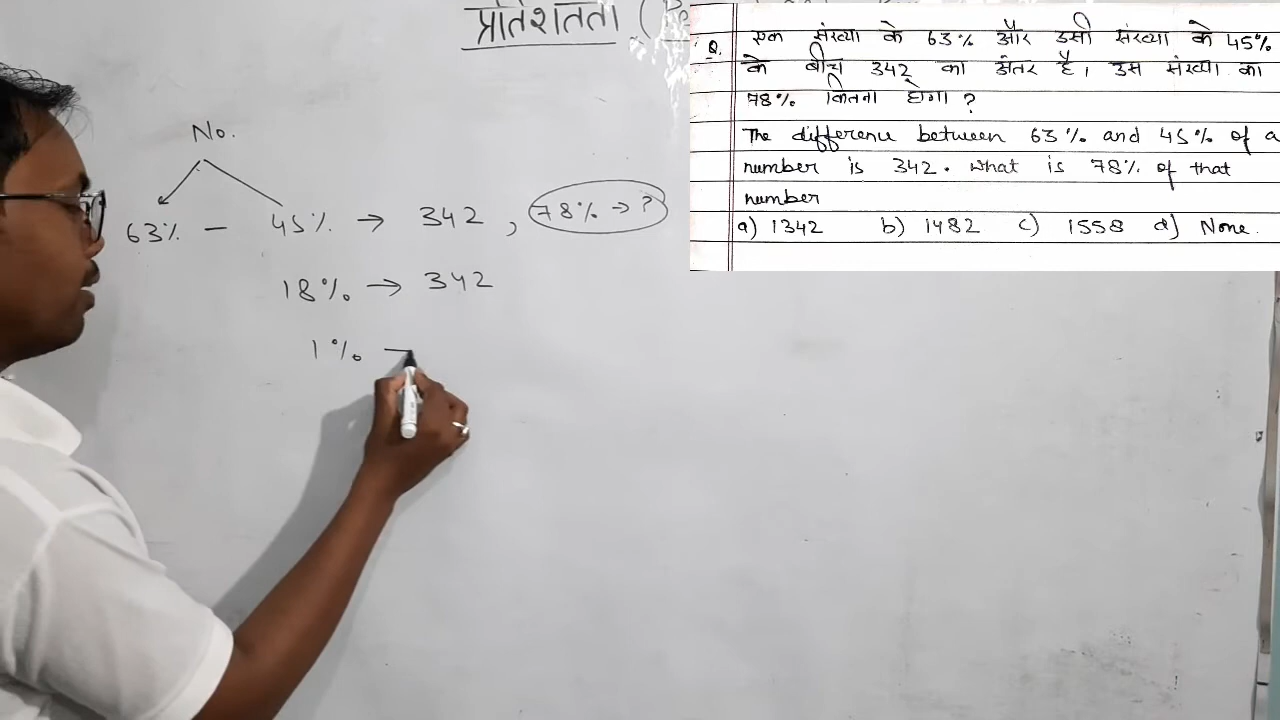 प्रतिशतता (
No.
63% - 45% → 342, 78% → ?
18% → 342
1% –
Q. एक संख्या के 63% और उसी संख्या के 45%
के बीच 342 का अंतर है। उस संख्या का
78% कितना होगा ?
The difference between 63% and 45% of a
number is 342. What is 78% of that
number
a) 1342 b) 1482 c) 1558 d) None.